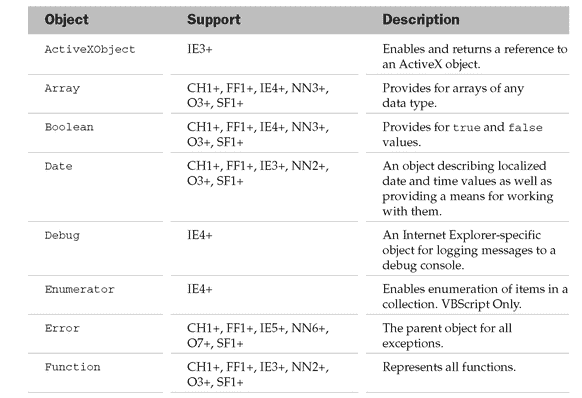 Object Support Description
ActiveXObject IE3+ Enables and returns a reference to
an ActiveX object.
Array CH1+, FF1+, IE4+, NN3+, Provides for arrays of any
O3+, SF1+ data type.
Boolean CH1+, FF1+, IE4+, NN3+, Provides for true and false
O3+, SF1+ values.
Date CH1+, FF1+, IE3+, NN2+, An object describing localized
O3+, SF1+ date and time values as well as
providing a means for working
with them.
Debug IE4+ An Internet Explorer-specific
object for logging messages to a
debug console.
Enumerator IE4+ Enables enumeration of items in a
collection. VBScript Only.
Error CH1+, FF1+, IE5+, NN6+, The parent object for all
O7+, SF1+ exceptions.
Function CH1+, FF1+, IE3+, NN2+, Represents all functions.
O3+, SF1+